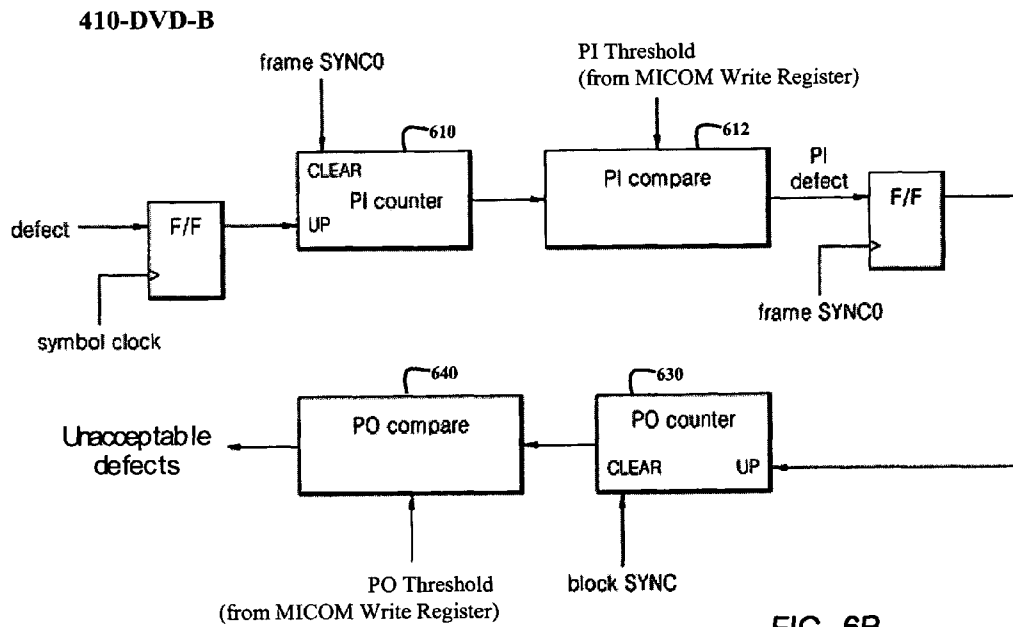 410-DVD-B
frame SYNC0
PI Threshold
(from MICOM Write Register)
610
612
CLEAR
PI counter
UP
PI compare
PI
defect
F/F
defect
F/F
symbol clock
frame SYNC0
640
630
PO compare
PO counter
CLEAR
UP
Unacceptable
defects
PO Threshold
(from MICOM Write Register)
block SYNC